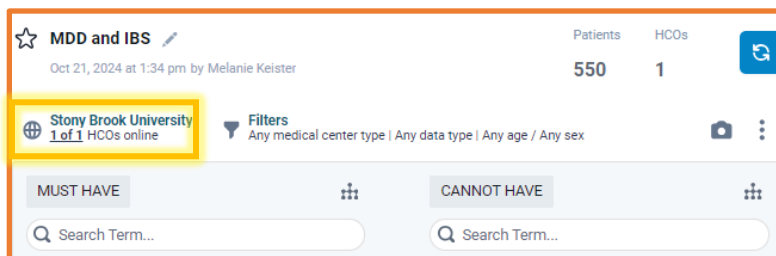 MDD and IBS
Patients HCOs
Oct 21, 2024 at 1:34 pm by Melanie Keister
550 1
Stony Brook University
1 of 1 HCOs online
Filters
Any medical center type | Any data type | Any age / Any sex
MUST HAVE
CANNOT HAVE
Search Term...
Search Term...